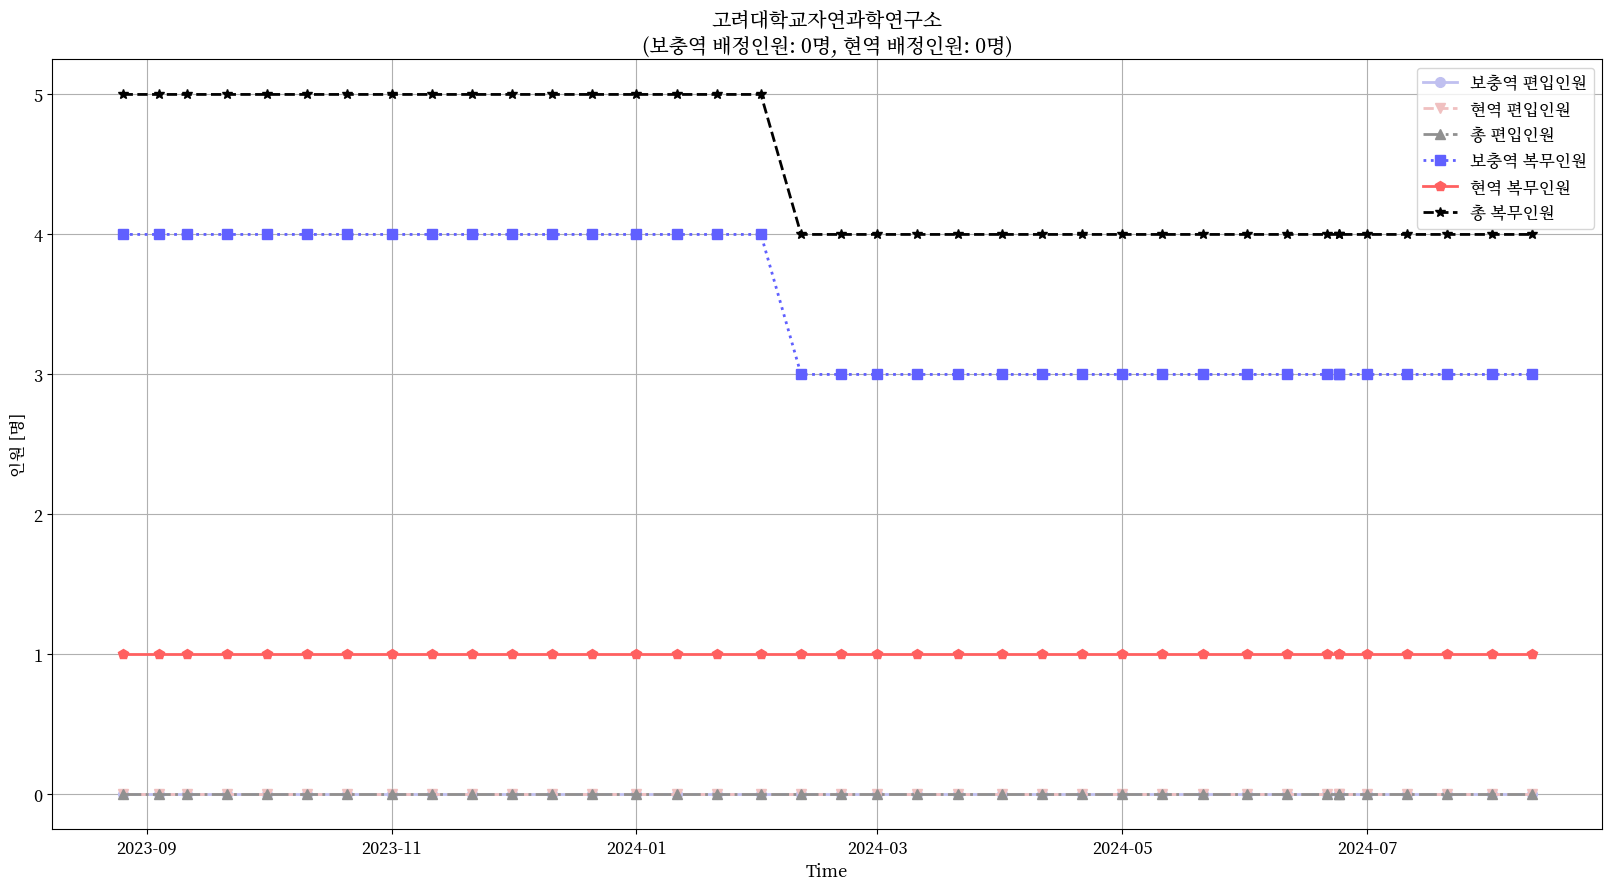 고려대학교자연과학연구소
(보충역 배정인원: 0명, 현역 배정인원: 0명)
보충역 편입인원
현역 편입인원
총 편입인원
보충역 복무인원
현역 복무인원
총 복무인원
인원 [명]
5
4
3
2
1
0
2023-09
2023-11
2024-01
2024-03
2024-05
2024-07
Time